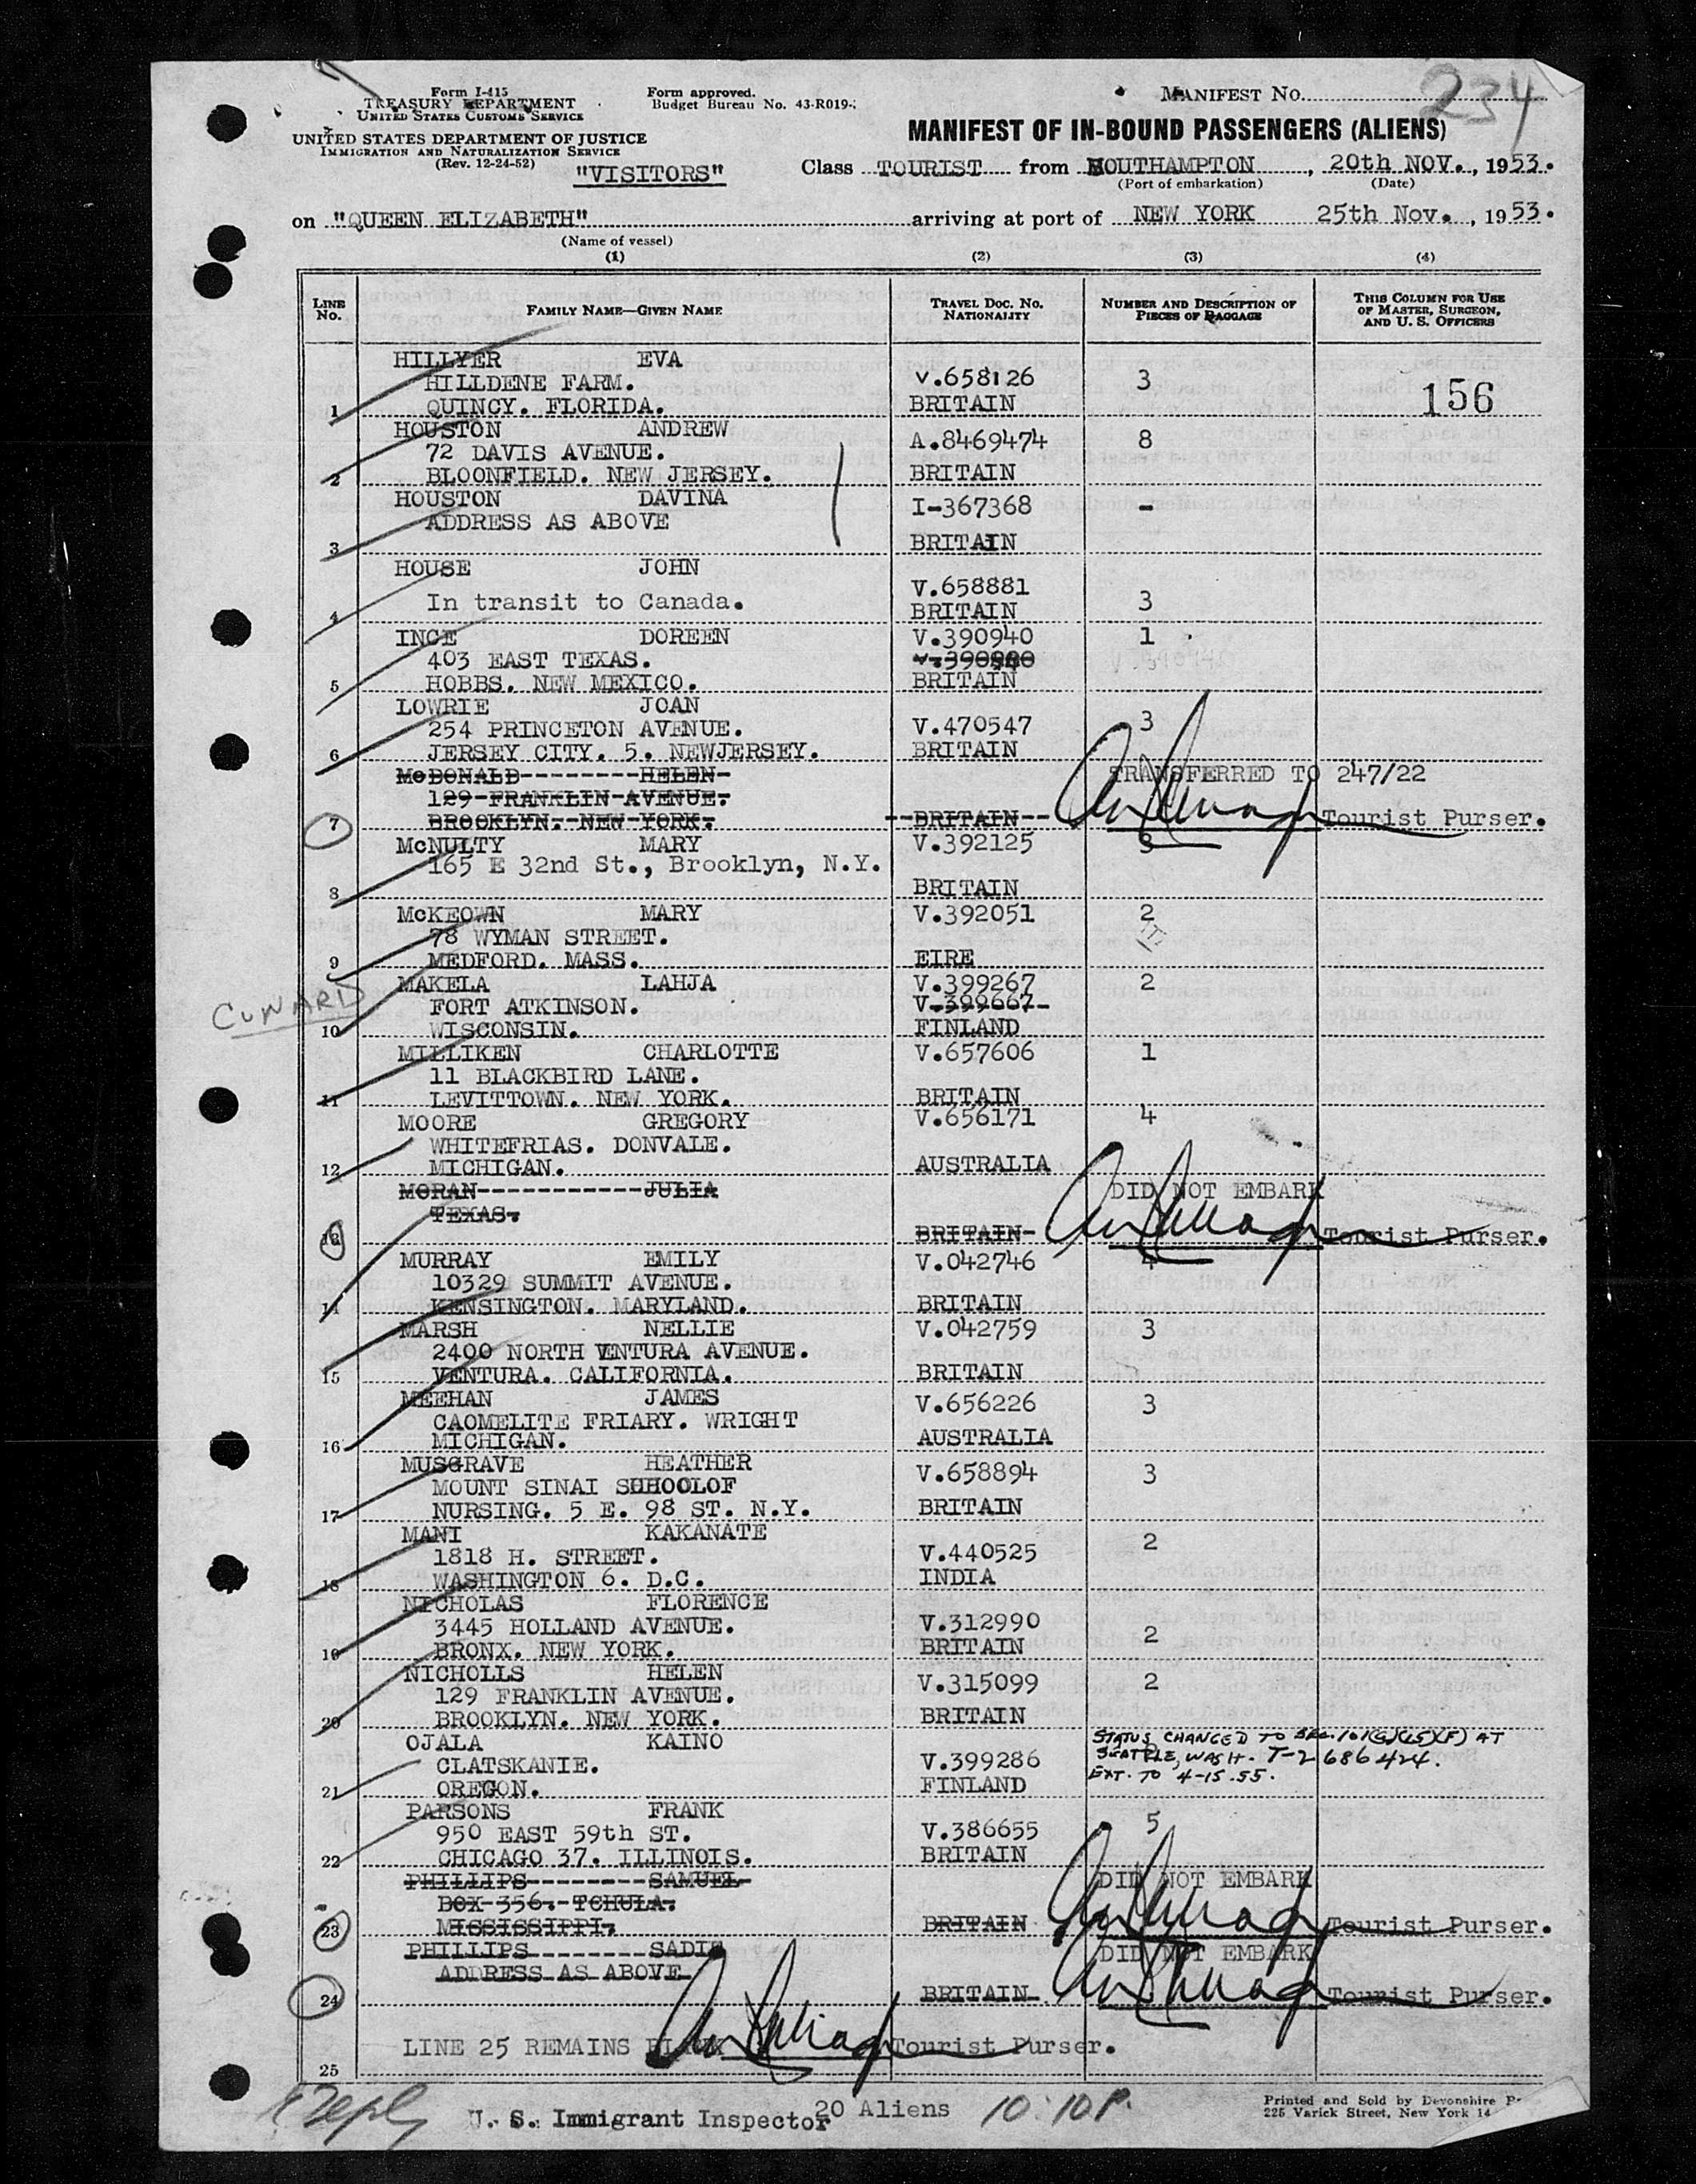 Form I-415
TREASURY DEPARTMENT
UNITED STATES CUSTOMS SERVICE
UNITED STATES DEPARTMENT OF JUSTICE
IMMIGRATION AND NATURALIZATION SERVICE
(Rev. 12-24-52)
"VISITORS"
Form approved.
Budget Bureau No. 43-R019-
MANIFEST No. 234
MANIFEST OF IN-BOUND PASSENGERS (ALIENS)
Class TOURIST from SOUTHAMPTON, 20th NOV., 1953.
(Port of embarkation) (Date)
on "QUEEN ELIZABETH" arriving at port of NEW YORK 25th Nov., 1953.
(Name of vessel)
(1) (2) (3) (4)
LINE No. FAMILY NAME—GIVEN NAME TRAVEL DOC. NO. NATIONALITY NUMBER AND DESCRIPTION OF PIECES OF BAGGAGE THIS COLUMN FOR USE OF MASTER, SURGEON, AND U. S. OFFICERS
HILLYER EVA
HILLDENE FARM. V.658126 3
1 QUINCY. FLORIDA. BRITAIN 156
HOUSTON ANDREW A.8469474 8
72 DAVIS AVENUE.
2 BLOONFIELD. NEW JERSEY. BRITAIN
HOUSTON DAVINA I-367368 -
ADDRESS AS ABOVE
3 BRITAIN
HOUSE JOHN V.658881
In transit to Canada. 3
4 BRITAIN
INCE DOREEN V.390940 1
403 EAST TEXAS.
5 HOBBS. NEW MEXICO. BRITAIN
LOWRIE JOAN
254 PRINCETON AVENUE. V.470547 3
6 JERSEY CITY. 5. NEWJERSEY. BRITAIN
McDONALD HELEN TRANSFERRED TO 247/22
129 FRANKLIN AVENUE.
7 BROOKLYN. NEW YORK. BRITAIN Tourist Purser.
McNULTY MARY V.392125 3
165 E 32nd St., Brooklyn, N.Y.
8 BRITAIN
McKEOWN MARY V.392051 2
78 WYMAN STREET.
9 MEDFORD. MASS. EIRE
CUNARD
MAKELA LAHJA V.399267 2
FORT ATKINSON. V.399667
10 WISCONSIN. FINLAND
MILLIKEN CHARLOTTE V.657606 1
11 BLACKBIRD LANE.
11 LEVITTOWN. NEW YORK. BRITAIN
MOORE GREGORY V.656171 4
WHITEFRIAS. DONVALE.
12 MICHIGAN. AUSTRALIA
MORAN JULIA DID NOT EMBARK
TEXAS.
13 BRITAIN Tourist Purser.
MURRAY EMILY V.042746 4
10329 SUMMIT AVENUE.
14 KENSINGTON. MARYLAND. BRITAIN
MARSH NELLIE V.042759 3
2400 NORTH VENTURA AVENUE.
15 VENTURA. CALIFORNIA. BRITAIN
MEEHAN JAMES V.656226 3
CAOMELITE FRIARY. WRIGHT
16 MICHIGAN. AUSTRALIA
MUSGRAVE HEATHER V.658894 3
MOUNT SINAI SCHOOLOF
17 NURSING. 5 E. 98 ST. N.Y. BRITAIN
MANI KAKANATE 2
1818 H. STREET. V.440525
18 WASHINGTON 6. D.C. INDIA
NICHOLAS FLORENCE
3445 HOLLAND AVENUE. V.312990
19 BRONX. NEW YORK. BRITAIN 2
NICHOLLS HELEN V.315099 2
129 FRANKLIN AVENUE.
20 BROOKLYN. NEW YORK. BRITAIN
OJALA KAINO STATUS CHANGED TO SEC. 101(G)(15)(F) AT
CLATSKANIE. V.399286 SEATTLE, WASH. T-2686424.
21 OREGON. FINLAND EXT. TO 4-15-55.
PARSONS FRANK 5
950 EAST 59th ST. V.386655
22 CHICAGO 37. ILLINOIS. BRITAIN
PHILLIPS SAMUEL DID NOT EMBARK
BOX 356. TCHULA.
23 MISSISSIPPI. BRITAIN Tourist Purser.
PHILLIPS SADIE DID NOT EMBARK
ADDRESS AS ABOVE
24 BRITAIN Tourist Purser.
LINE 25 REMAINS BLANK Tourist Purser.
25
U. S. Immigrant Inspector 20 Aliens 10:10 P.
Printed and Sold by Devonshire
225 Varick Street, New York 14